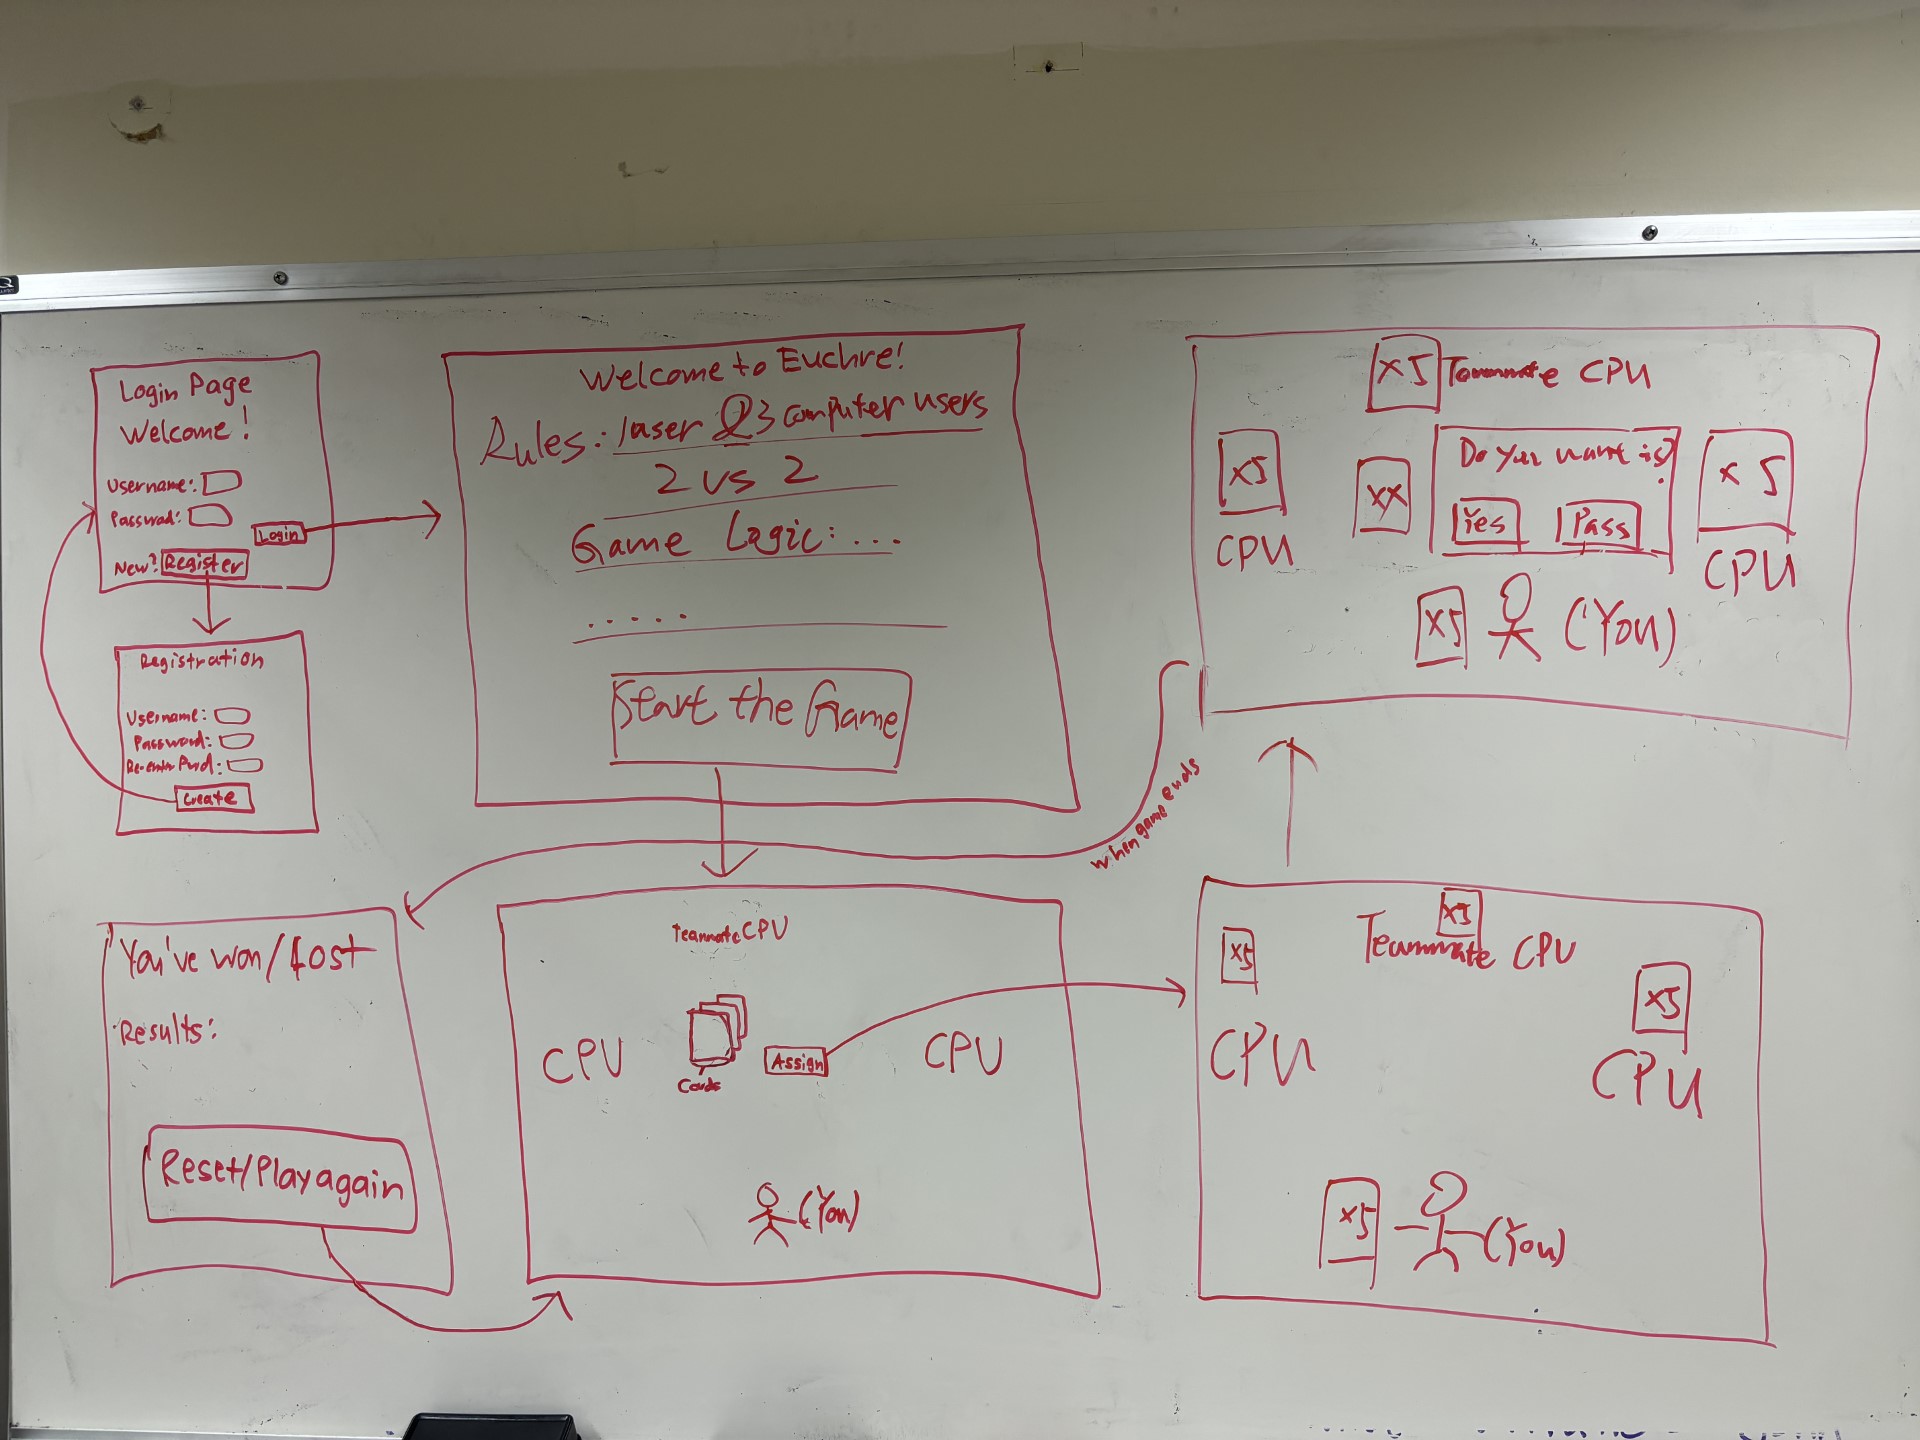 Login Page
Welcome!
Username:
Password:
Login
New? Register
Registration
Username:
Password:
Re-enter Pwd:
Create
Welcome to Euchre!
Rules: 1user 3 computer users
2 vs 2
Game Logic: ...
.....
Start the Game
X5 Teammate CPU
X5
CPU
XX
Do you want is?
Yes
Pass
X5
CPU
X5
(You)
when game ends
You've won/Lost
Results:
Reset/Play again
Teammate CPU
CPU
Cards
Assign
CPU
(You)
X5
Teammate CPU
X5
CPU
X5
CPU
X5
(You)